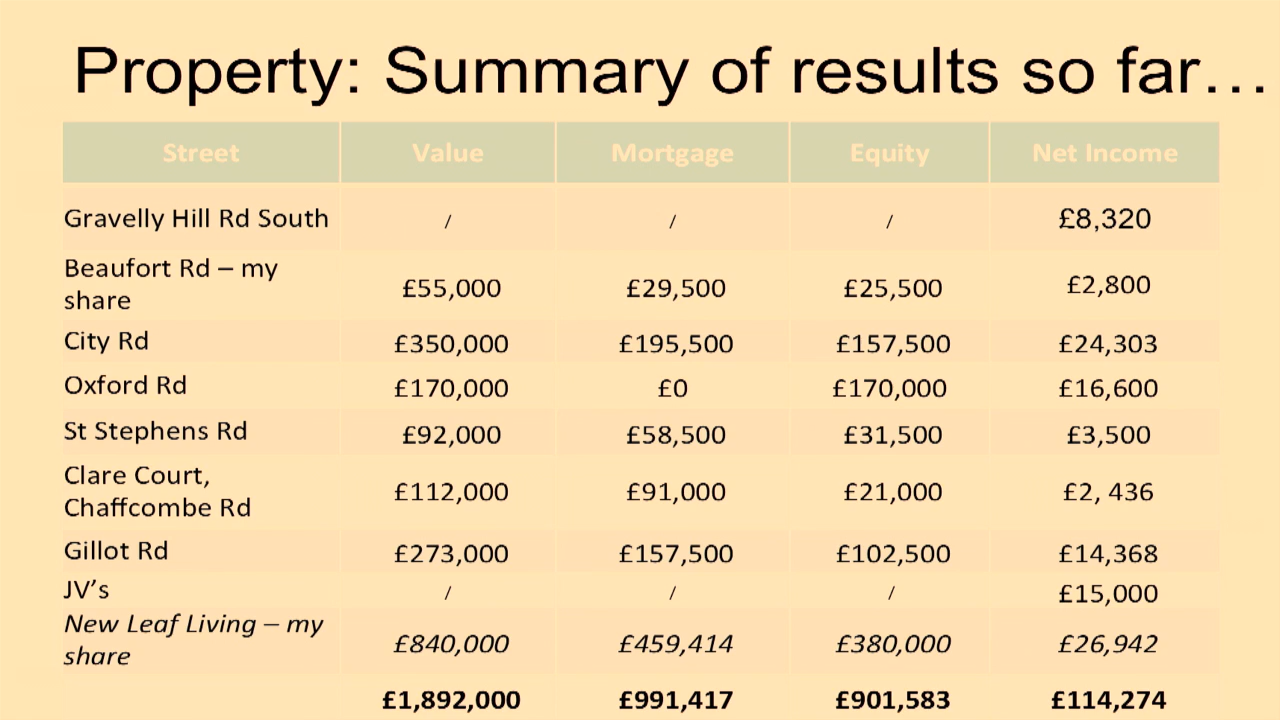 Property: Summary of results so far…
Street Value Mortgage Equity Net Income
Gravelly Hill Rd South / / / £8,320
Beaufort Rd – my
share £55,000 £29,500 £25,500 £2,800
City Rd £350,000 £195,500 £157,500 £24,303
Oxford Rd £170,000 £0 £170,000 £16,600
St Stephens Rd £92,000 £58,500 £31,500 £3,500
Clare Court,
Chaffcombe Rd £112,000 £91,000 £21,000 £2, 436
Gillot Rd £273,000 £157,500 £102,500 £14,368
JV’s / / / £15,000
New Leaf Living – my
share £840,000 £459,414 £380,000 £26,942
£1,892,000 £991,417 £901,583 £114,274